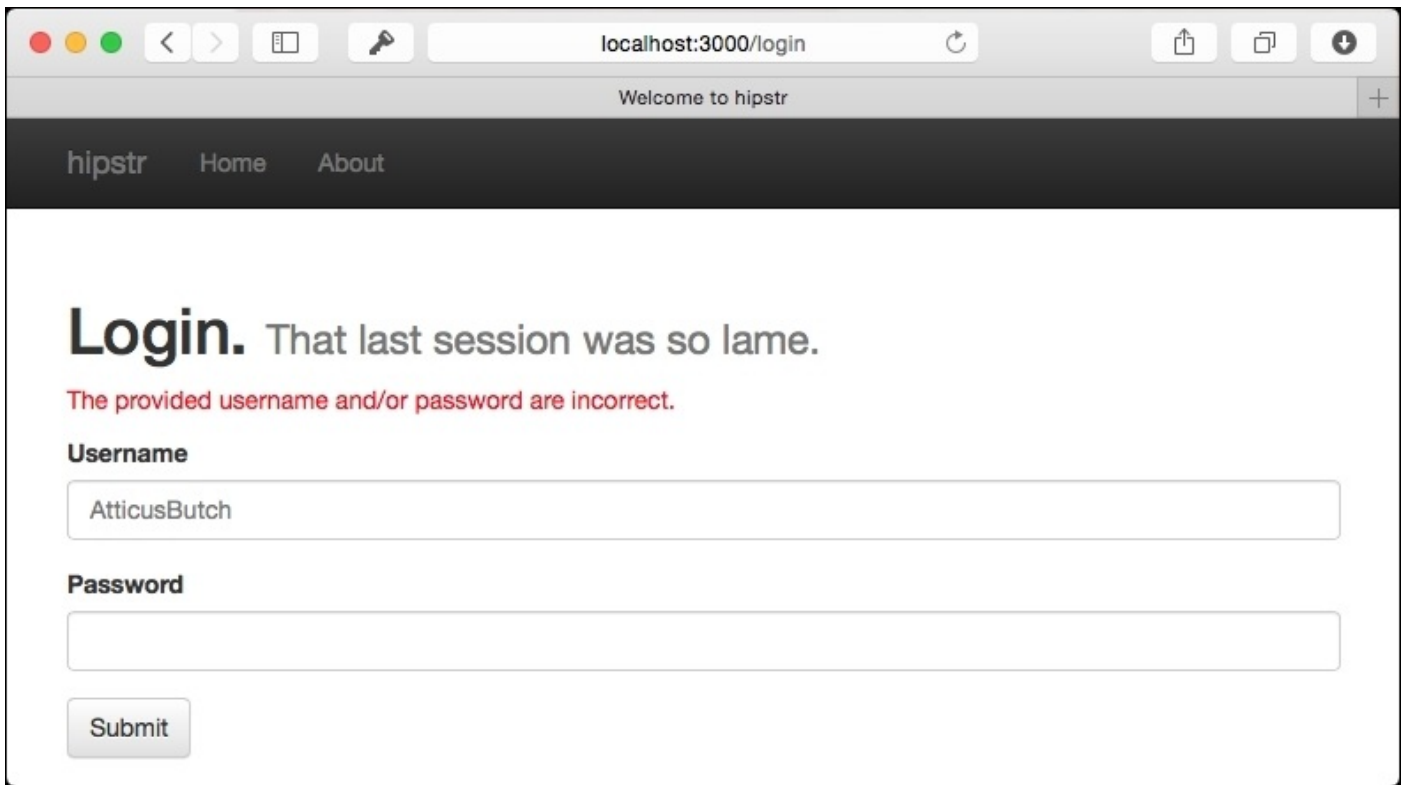 localhost:3000/login
Welcome to hipstr
hipstr Home About
Login. That last session was so lame.
The provided username and/or password are incorrect.
Username
AtticusButch
Password
Submit